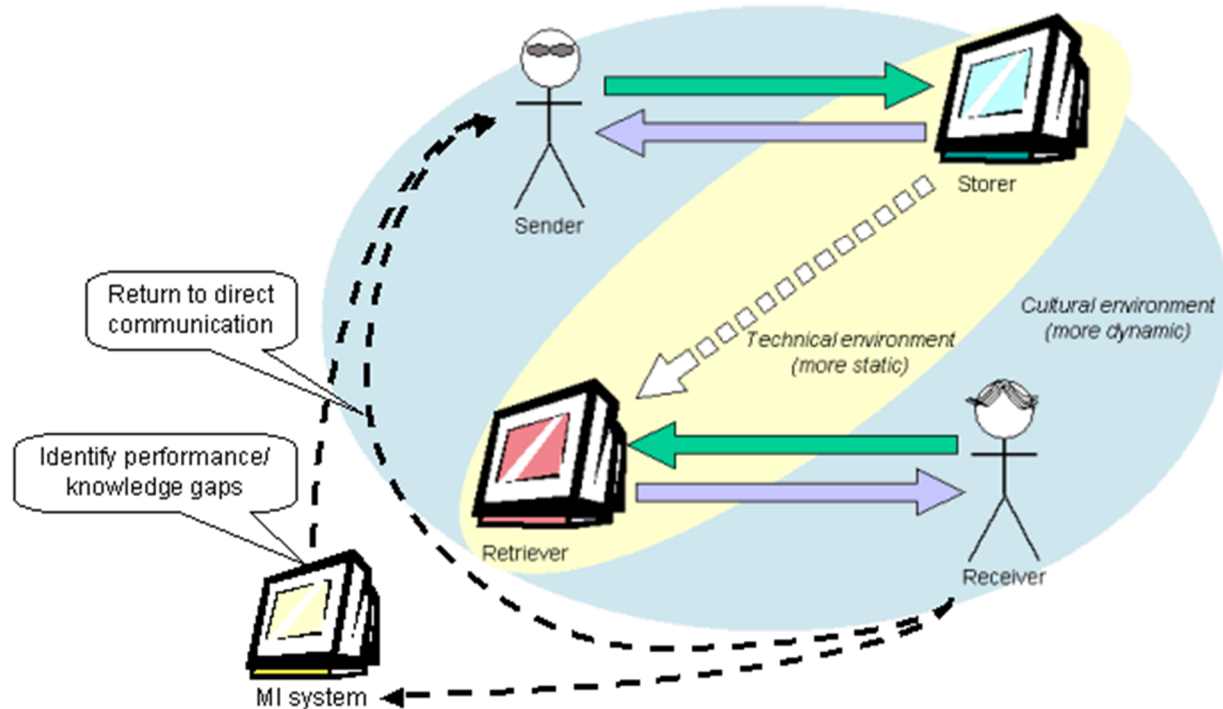 Sender
Storer
Return to direct
communication
Cultural environment
(more dynamic)
Technical environment
(more static)
Identify performance/
knowledge gaps
Retriever
Receiver
MI system